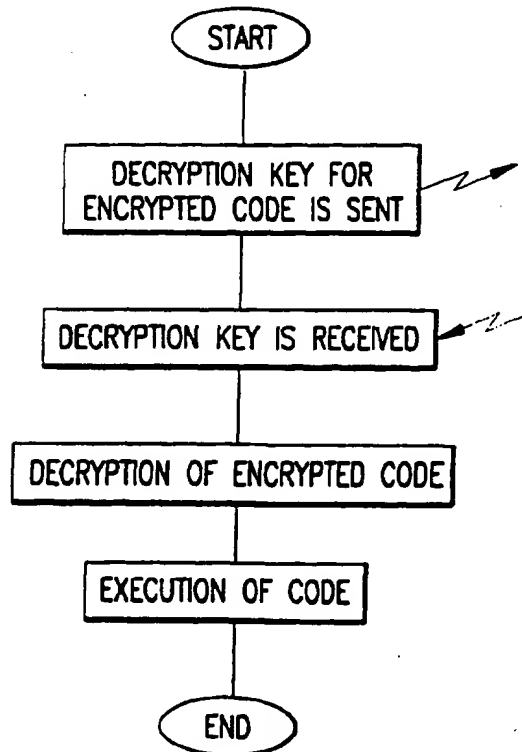 START
DECRYPTION KEY FOR
ENCRYPTED CODE IS SENT
DECRYPTION KEY IS RECEIVED
DECRYPTION OF ENCRYPTED CODE
EXECUTION OF CODE
END